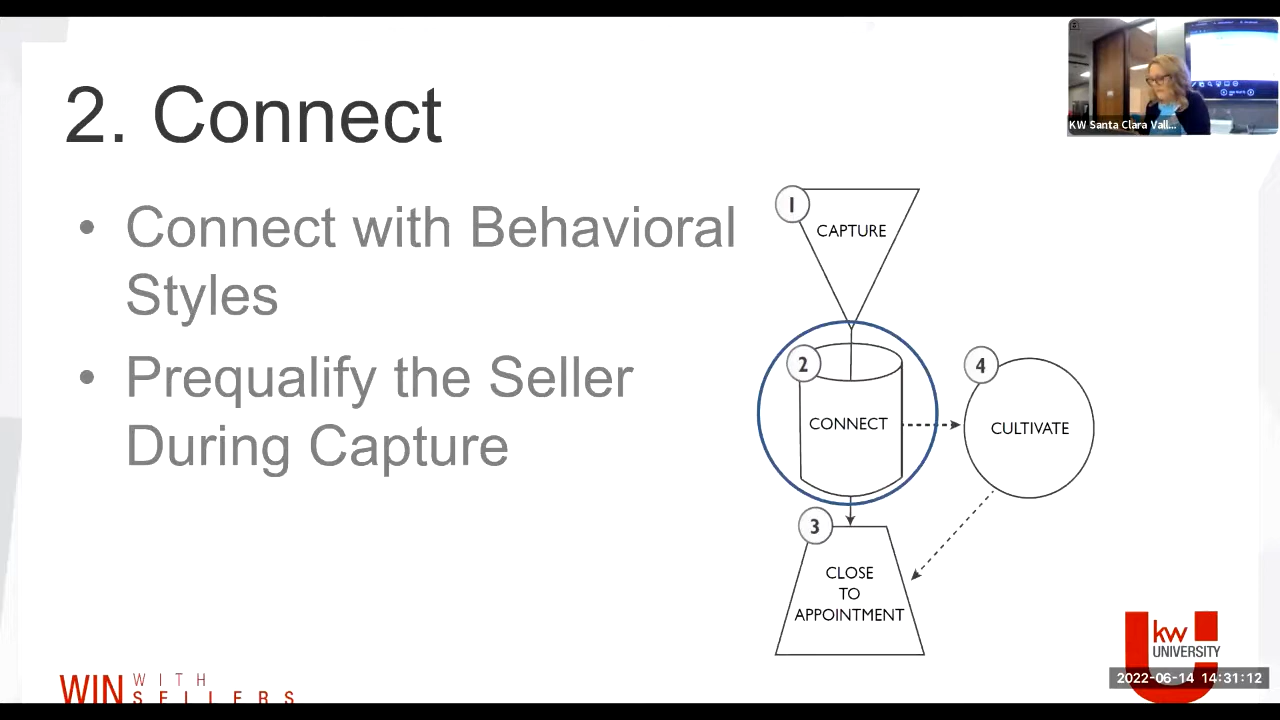 2. Connect
• Connect with Behavioral
Styles
• Prequalify the Seller
During Capture
1
CAPTURE
2
CONNECT
4
CULTIVATE
3
CLOSE
TO
APPOINTMENT
KW Santa Clara Vall...
WIN WITH
SELLERS
kw
UNIVERSITY
2022-06-14 14:31:12